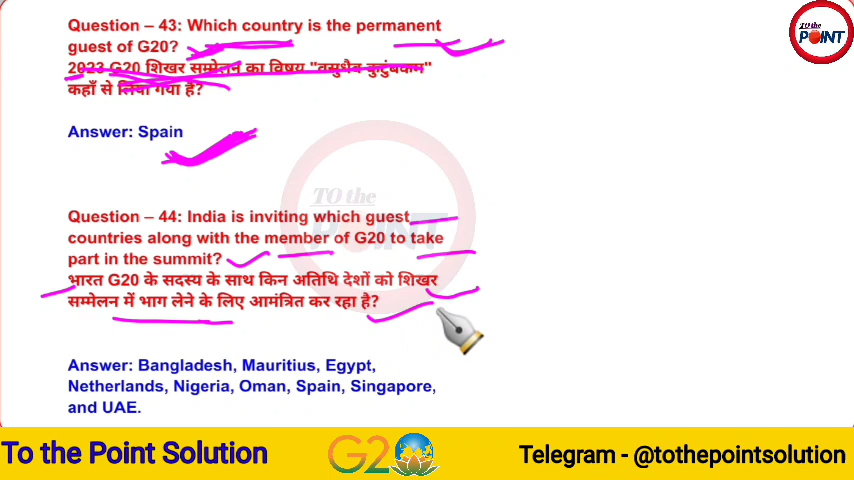 Question – 43: Which country is the permanent
guest of G20?
2023 G20 शिखर सम्मेलन का विषय "वसुधैव कुटुंबकम"
कहाँ से लिया गया है?
Answer: Spain
Question – 44: India is inviting which guest
countries along with the member of G20 to take
part in the summit?
भारत G20 के सदस्य के साथ किन अतिथि देशों को शिखर
सम्मेलन में भाग लेने के लिए आमंत्रित कर रहा है?
Answer: Bangladesh, Mauritius, Egypt,
Netherlands, Nigeria, Oman, Spain, Singapore,
and UAE.
TO the
POINT
TO the
POINT
To the Point Solution
G20
Telegram - @tothepointsolution